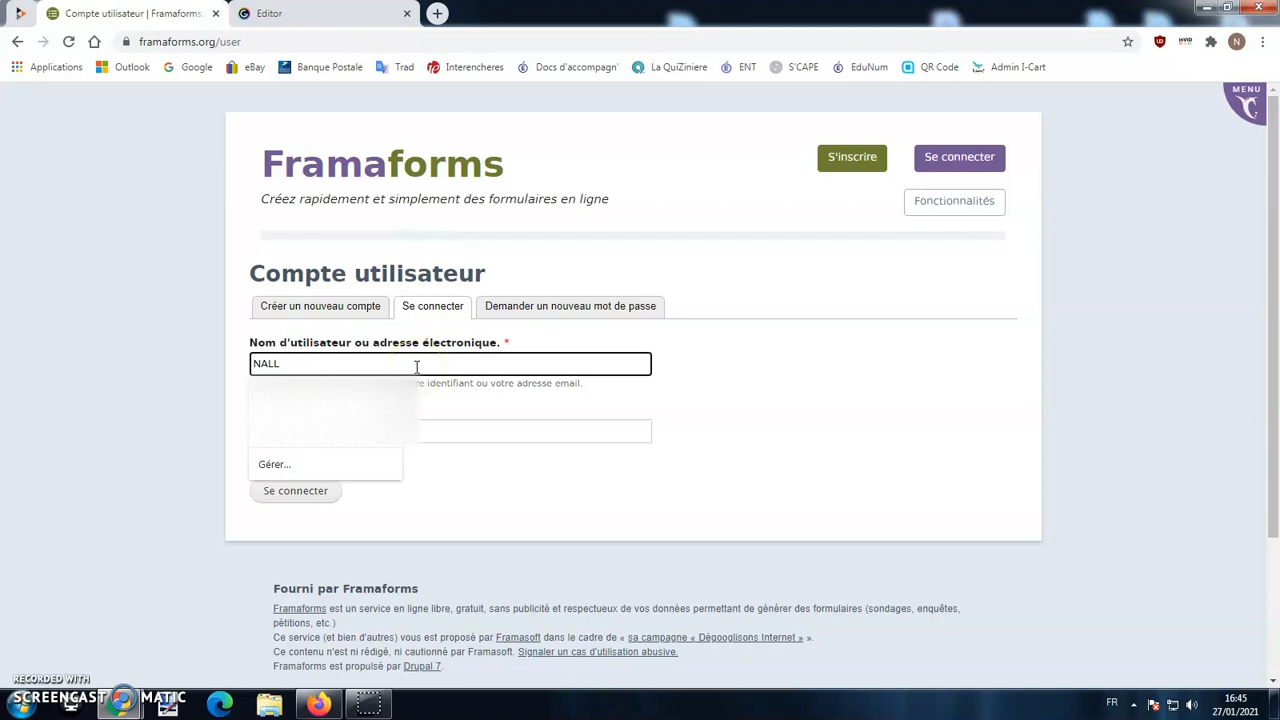 Compte utilisateur | Framaforms
Editor
framaforms.org/user
Applications Outlook Google eBay Banque Postale Trad Interencheres Docs d'accompagn' La QuiZiniere ENT S'CAPE EduNum QR Code Admin I-Cart
MENU
Framaforms
S'inscrire Se connecter
Créez rapidement et simplement des formulaires en ligne
Fonctionnalités
Compte utilisateur
Créer un nouveau compte Se connecter Demander un nouveau mot de passe
Nom d'utilisateur ou adresse électronique. *
NALL
identifiant ou votre adresse email.
Gérer...
Se connecter
Fourni par Framaforms
Framaforms est un service en ligne libre, gratuit, sans publicité et respectueux de vos données permettant de générer des formulaires (sondages, enquêtes,
pétitions, etc.)
Ce service (et bien d'autres) vous est proposé par Framasoft dans le cadre de « sa campagne « Dégooglisons Internet » ».
Ce contenu n'est ni rédigé, ni cautionné par Framasoft. Signaler un cas d'utilisation abusive.
Framaforms est propulsé par Drupal 7.
RECORDED WITH
SCREENCAST MATIC
FR 16:45
27/01/2021